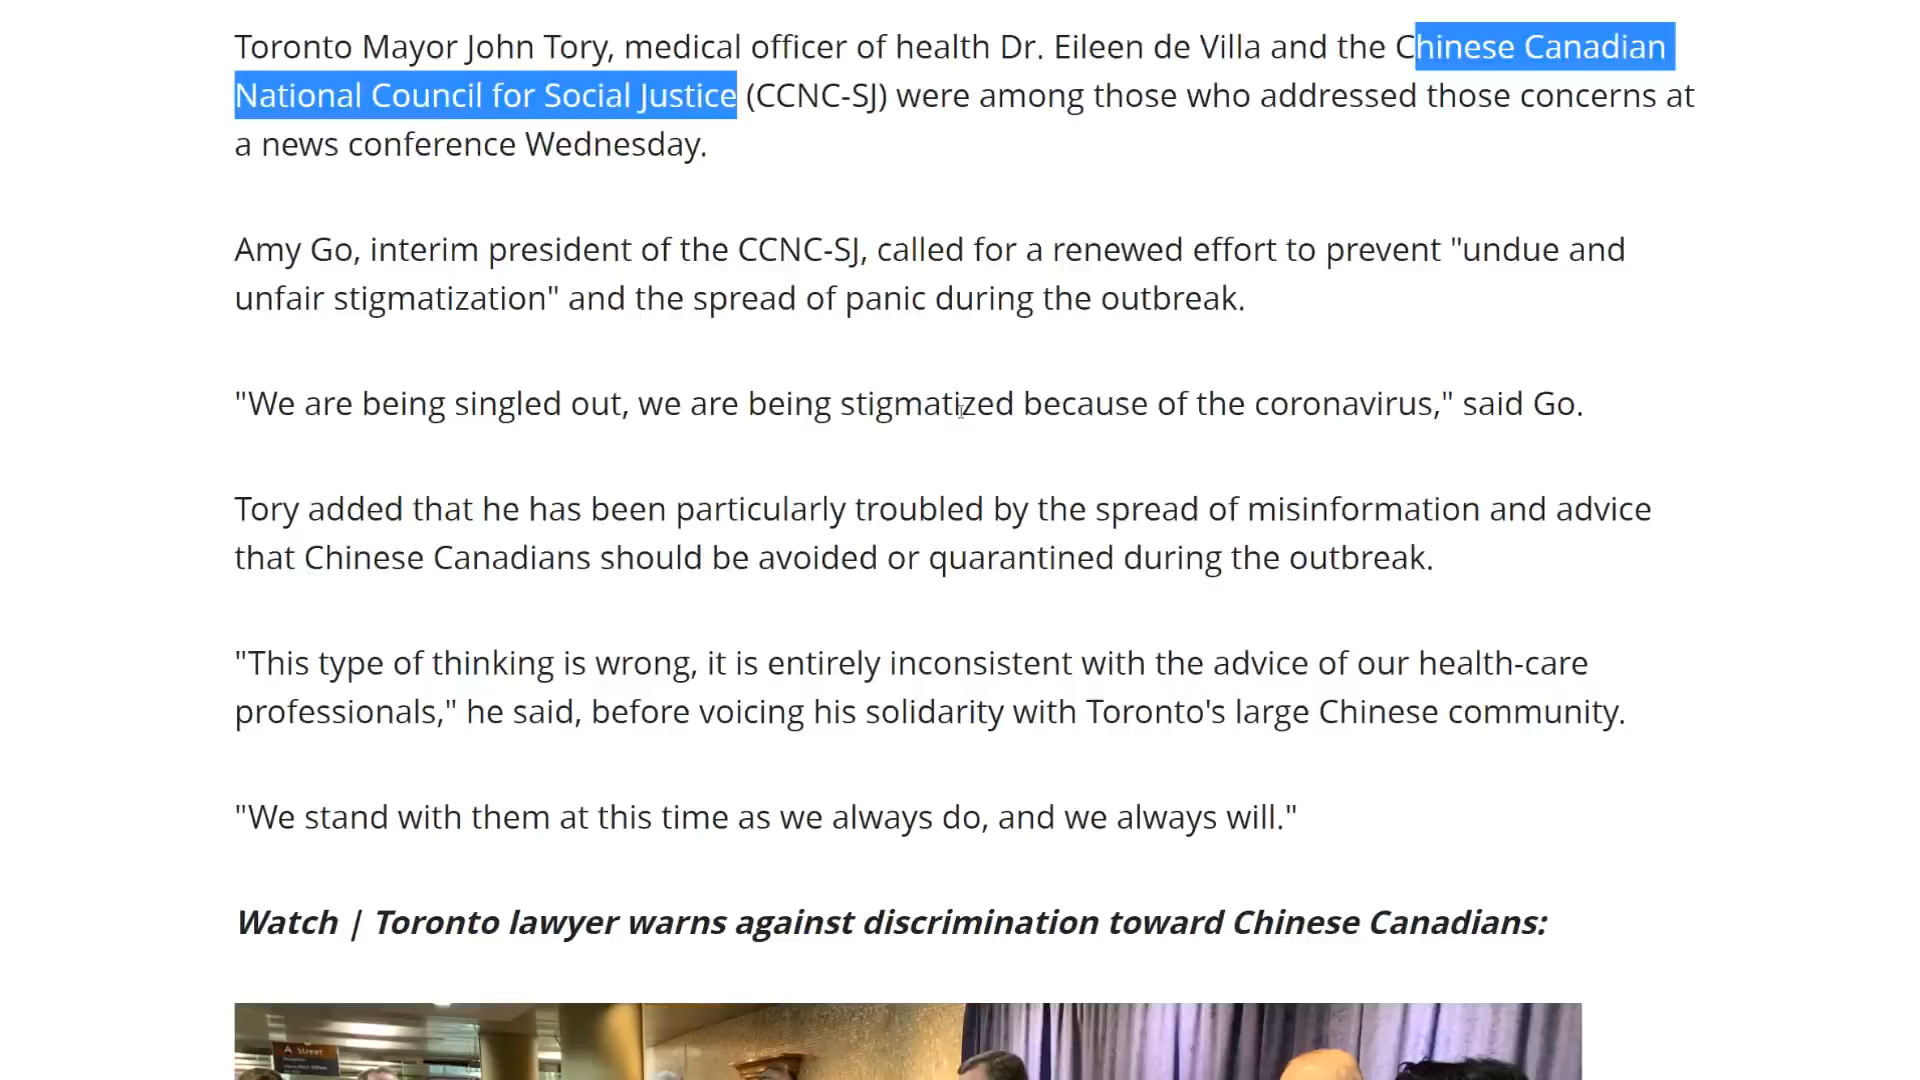 Toronto Mayor John Tory, medical officer of health Dr. Eileen de Villa and the Chinese Canadian
National Council for Social Justice (CCNC-SJ) were among those who addressed those concerns at
a news conference Wednesday.
Amy Go, interim president of the CCNC-SJ, called for a renewed effort to prevent "undue and
unfair stigmatization" and the spread of panic during the outbreak.
"We are being singled out, we are being stigmatized because of the coronavirus," said Go.
Tory added that he has been particularly troubled by the spread of misinformation and advice
that Chinese Canadians should be avoided or quarantined during the outbreak.
"This type of thinking is wrong, it is entirely inconsistent with the advice of our health-care
professionals," he said, before voicing his solidarity with Toronto's large Chinese community.
"We stand with them at this time as we always do, and we always will."
Watch | Toronto lawyer warns against discrimination toward Chinese Canadians:
A Street